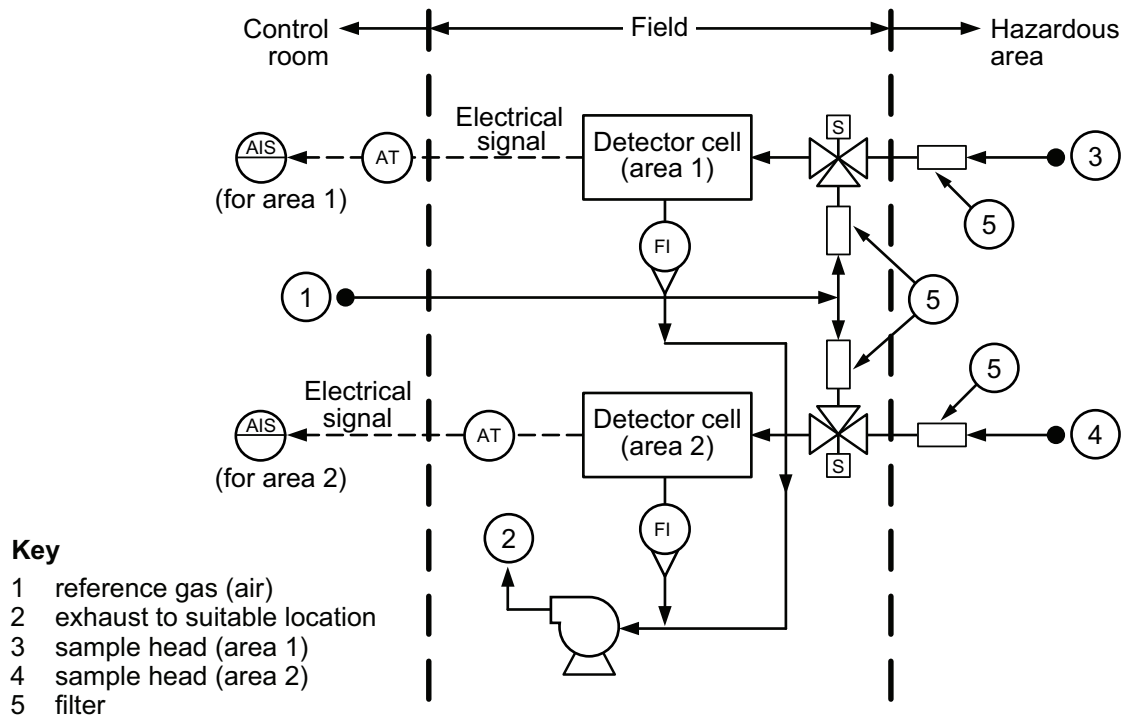 Control
room
Field
Hazardous
area
Electrical
signal
Detector cell
(area 1)
S
AIS
AT
3
(for area 1)
5
FI
1
5
Electrical
signal
Detector cell
(area 2)
5
AIS
AT
4
(for area 2)
S
FI
2
Key
1 reference gas (air)
2 exhaust to suitable location
3 sample head (area 1)
4 sample head (area 2)
5 filter